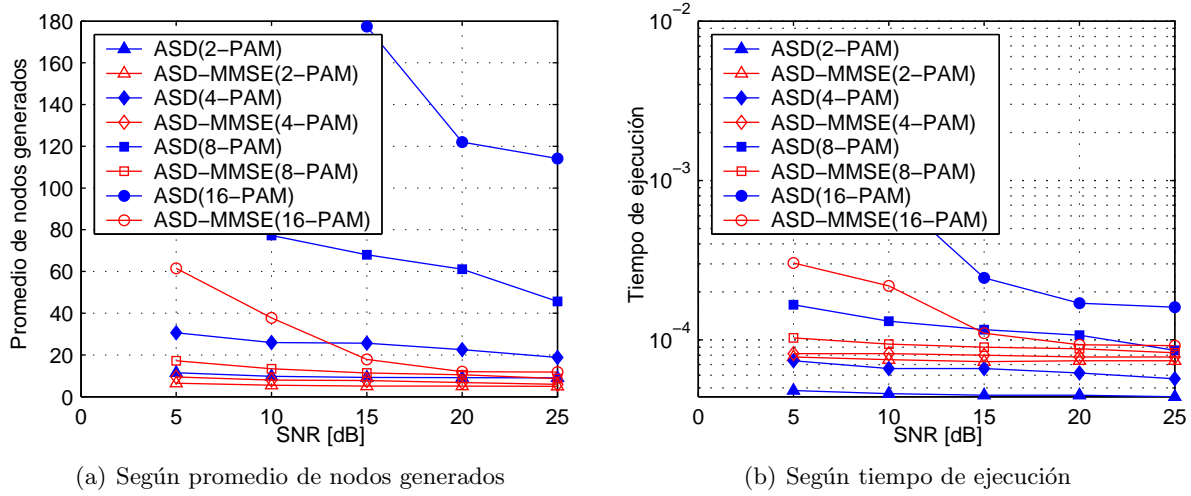 180
160
140
120
100
80
60
40
20
0
0 5 10 15 20 25
SNR [dB]
Promedio de nodos generados
ASD(2−PAM)
ASD−MMSE(2−PAM)
ASD(4−PAM)
ASD−MMSE(4−PAM)
ASD(8−PAM)
ASD−MMSE(8−PAM)
ASD(16−PAM)
ASD−MMSE(16−PAM)
(a) Según promedio de nodos generados
10−2
10−3
10−4
0 5 10 15 20 25
SNR [dB]
Tiempo de ejecución
ASD(2−PAM)
ASD−MMSE(2−PAM)
ASD(4−PAM)
ASD−MMSE(4−PAM)
ASD(8−PAM)
ASD−MMSE(8−PAM)
ASD(16−PAM)
ASD−MMSE(16−PAM)
(b) Según tiempo de ejecución